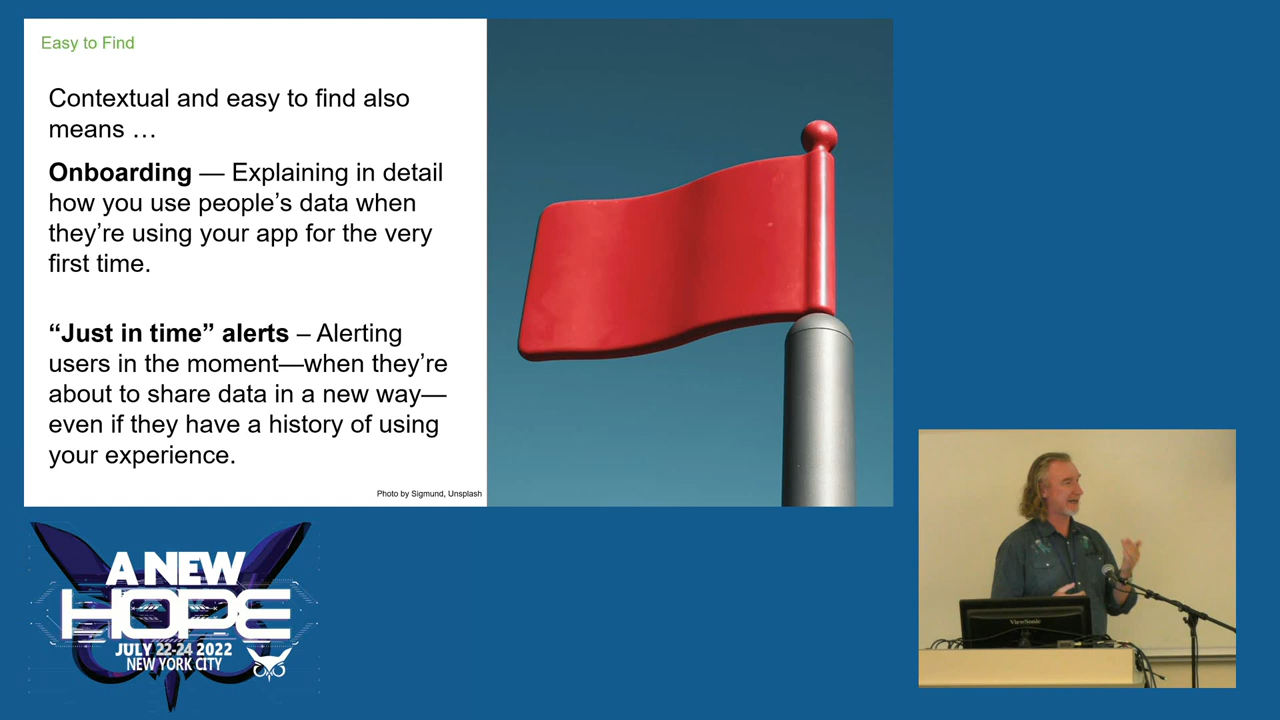 Easy to Find
Contextual and easy to find also
means …
Onboarding — Explaining in detail
how you use people’s data when
they’re using your app for the very
first time.
“Just in time” alerts – Alerting
users in the moment—when they’re
about to share data in a new way—
even if they have a history of using
your experience.
Photo by Sigmund, Unsplash
A NEW
HOPE
JULY 22-24 2022
NEW YORK CITY
ViewSonic